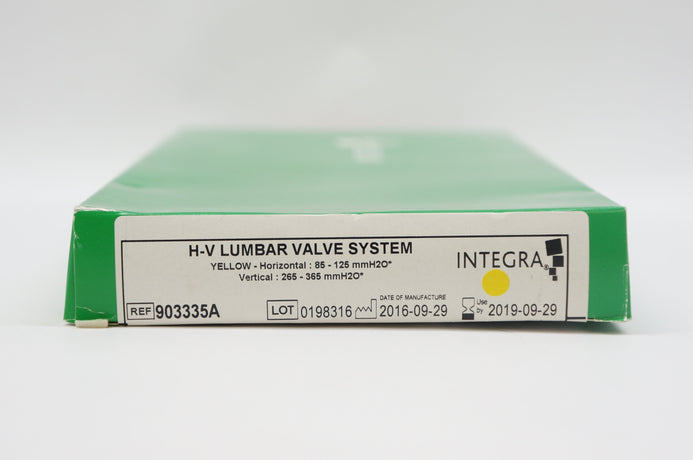 H-V LUMBAR VALVE SYSTEM
YELLOW - Horizontal : 85 - 125 mmH2O*
Vertical : 265 - 365 mmH2O*
INTEGRA®
REF 903335A
LOT 0198316
DATE OF MANUFACTURE
2016-09-29
Use by 2019-09-29